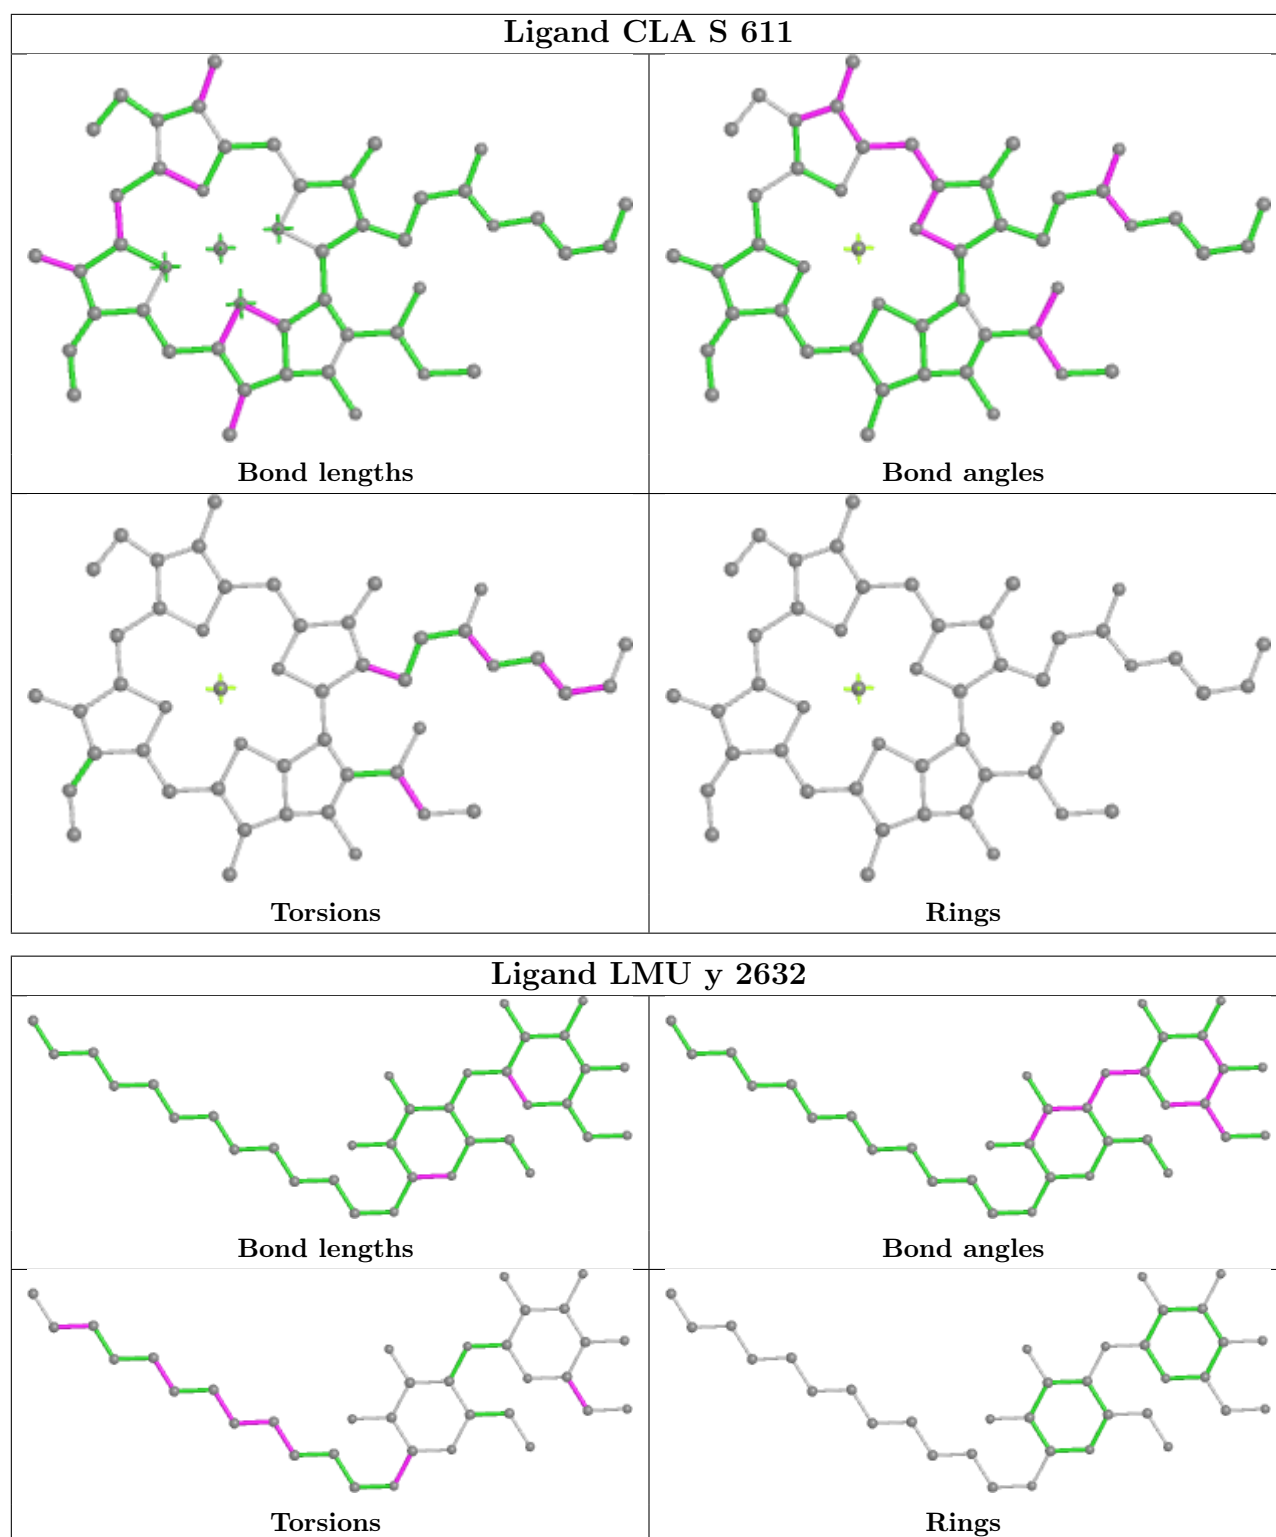 Ligand CLA S 611
Bond lengths
Bond angles
Torsions
Rings
Ligand LMU y 2632
Bond lengths
Bond angles
Torsions
Rings